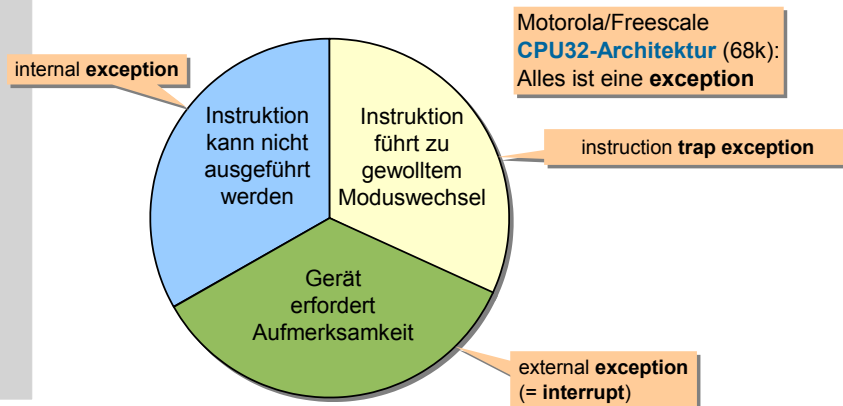 Motorola/Freescale
CPU32-Architektur (68k):
Alles ist eine exception
internal exception
Instruktion
kann nicht
ausgeführt
werden
Instruktion
führt zu
gewolltem
Moduswechsel
instruction trap exception
Gerät
erfordert
Aufmerksamkeit
external exception
(= interrupt)